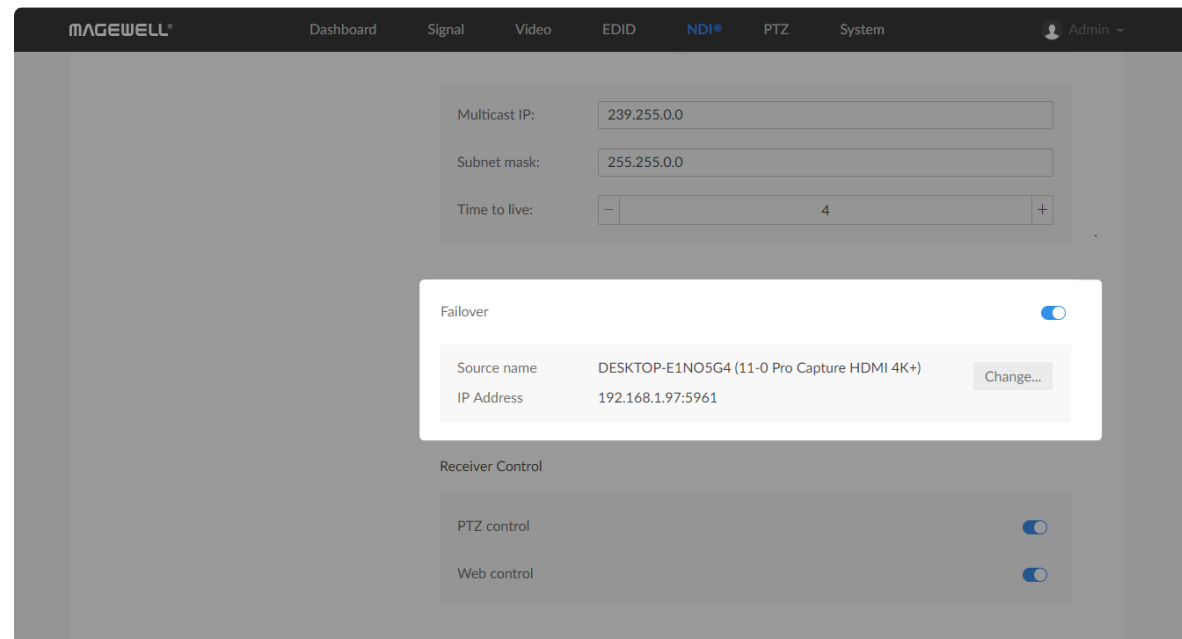 MAGEWELL® Dashboard Signal Video EDID NDI® PTZ System Admin
Multicast IP: 239.255.0.0
Subnet mask: 255.255.0.0
Time to live: − 4 +
Failover
Source name DESKTOP-E1NO5G4 (11-0 Pro Capture HDMI 4K+)
Change...
IP Address 192.168.1.97:5961
Receiver Control
PTZ control
Web control